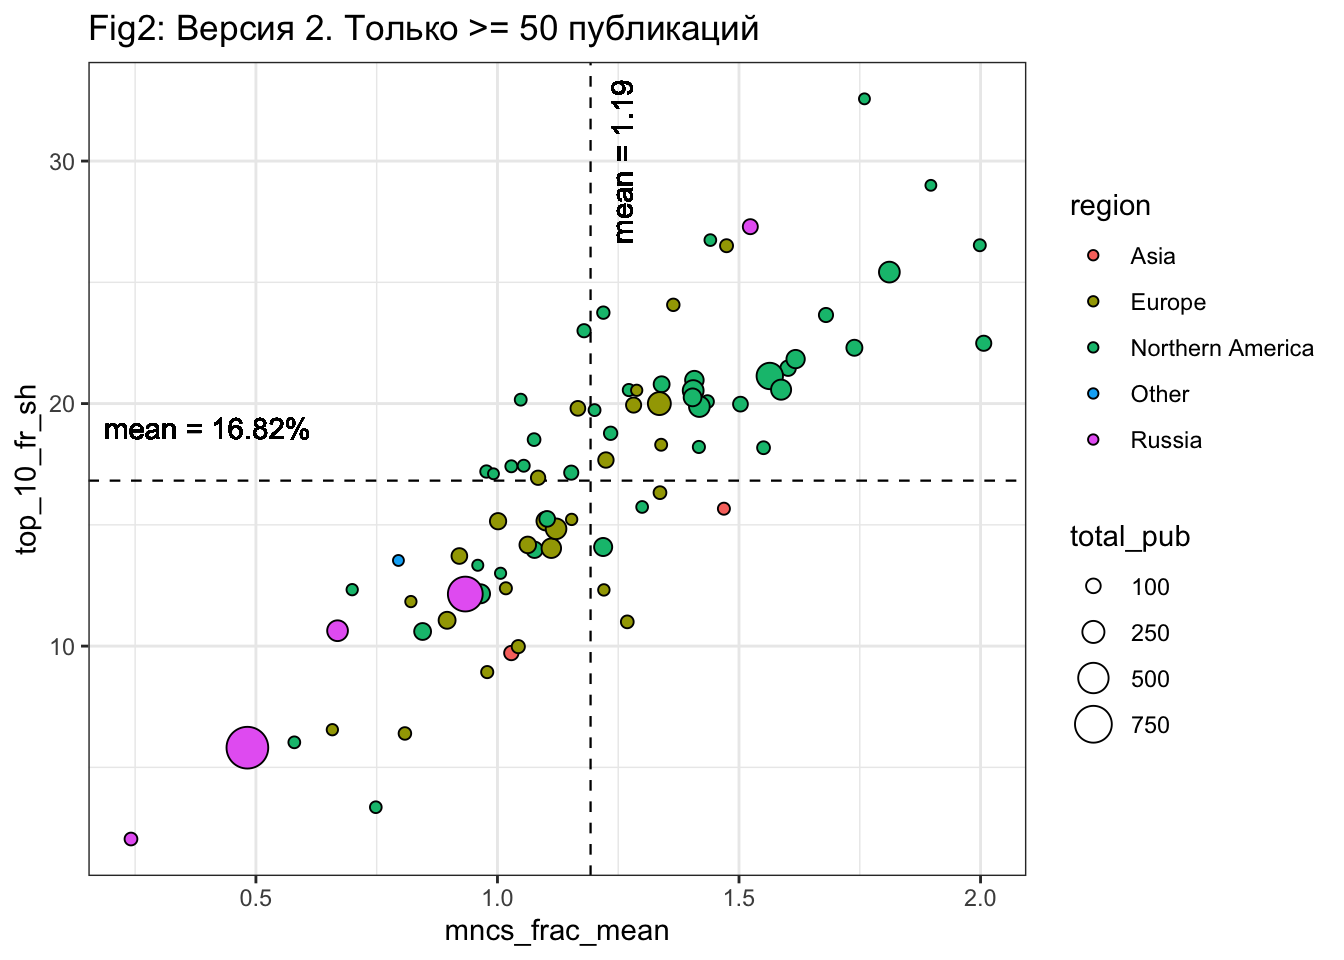 Fig2: Версия 2. Только >= 50 публикаций
top_10_fr_sh
30
20
10
mean = 1.19
mean = 16.82%
0.5
1.0
1.5
2.0
mncs_frac_mean
region
Asia
Europe
Northern America
Other
Russia
total_pub
100
250
500
750